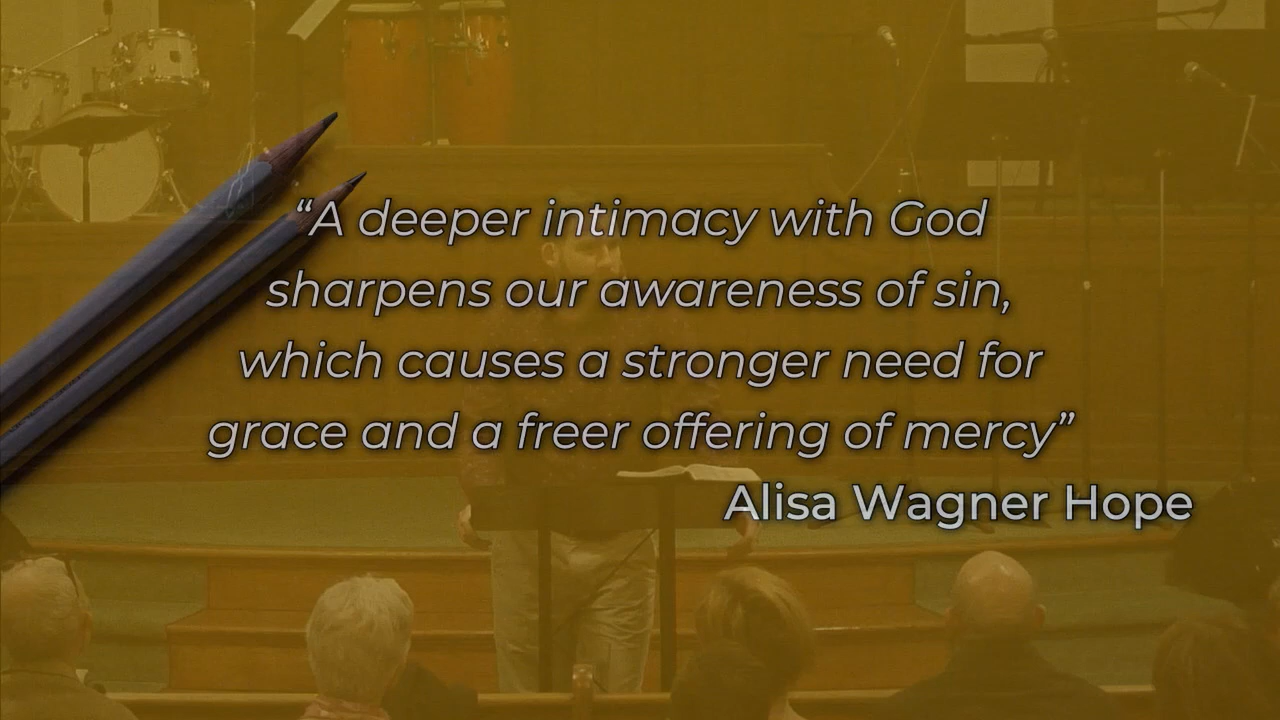 “A deeper intimacy with God
sharpens our awareness of sin,
which causes a stronger need for
grace and a freer offering of mercy”
Alisa Wagner Hope